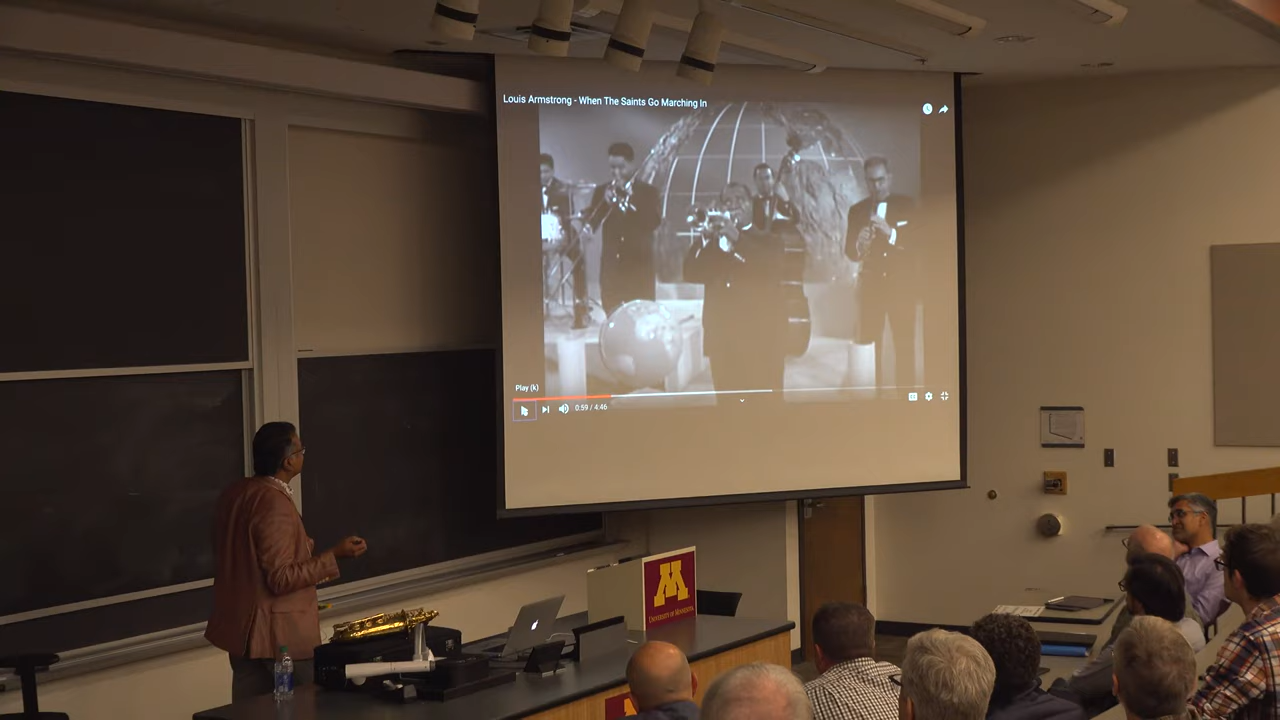 Louis Armstrong - When The Saints Go Marching In
Play (k)
0:59 / 4:46
M
UNIVERSITY OF MINNESOTA